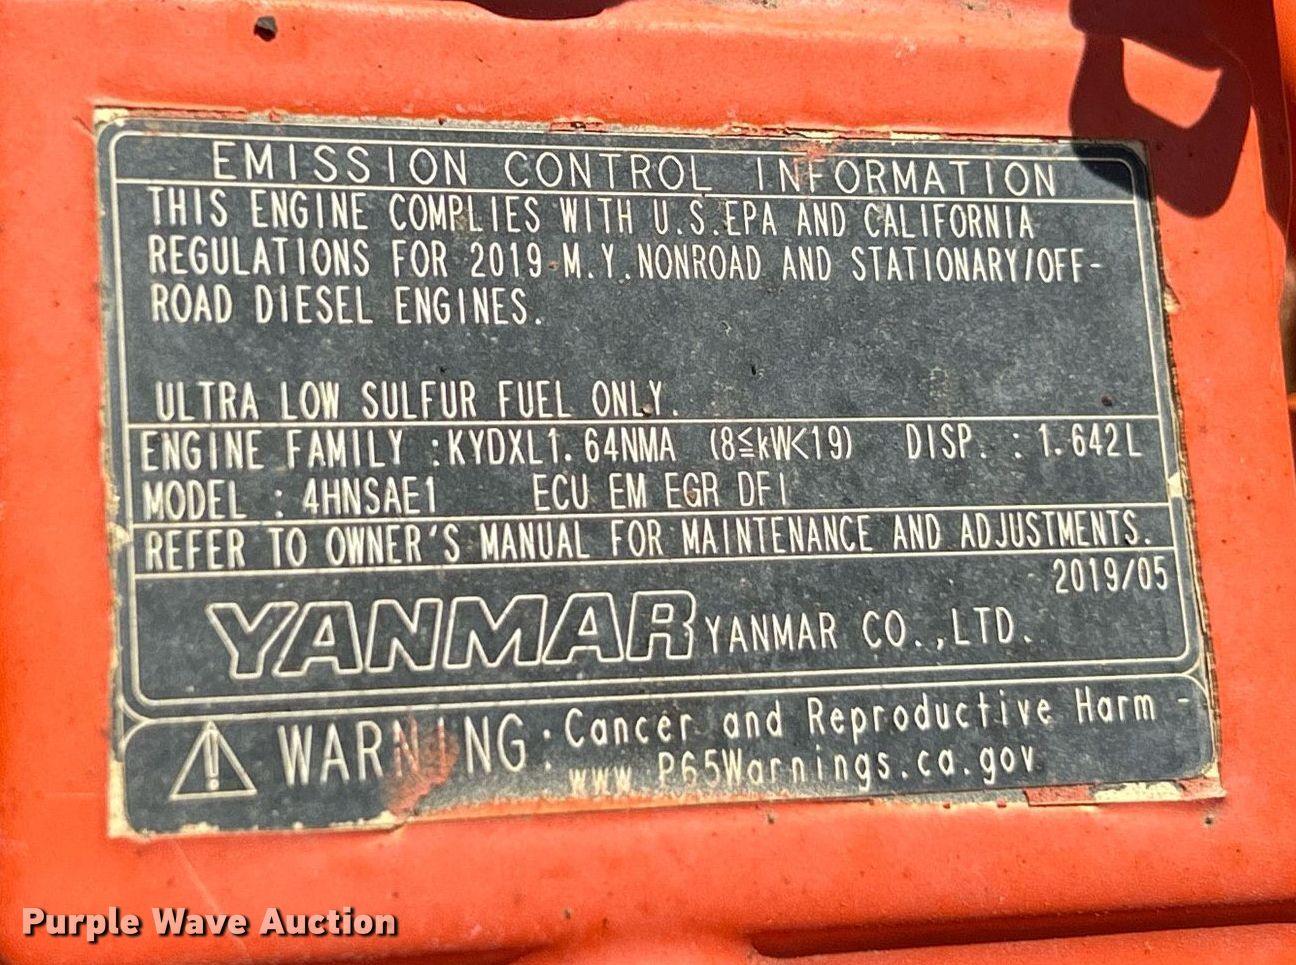 EMISSION CONTROL INFORMATION
THIS ENGINE COMPLIES WITH U.S.EPA AND CALIFORNIA
REGULATIONS FOR 2019 M.Y.NONROAD AND STATIONARY/OFF-
ROAD DIESEL ENGINES.
ULTRA LOW SULFUR FUEL ONLY.
ENGINE FAMILY :KYDXL1.64NMA (8≦kW<19) DISP. : 1.642L
MODEL : 4HNSAE1 ECU EM EGR DFI
REFER TO OWNER'S MANUAL FOR MAINTENANCE AND ADJUSTMENTS.
2019/05
YANMAR YANMAR CO.,LTD.
WARNING: Cancer and Reproductive Harm -
www.P65Warnings.ca.gov
Purple Wave Auction